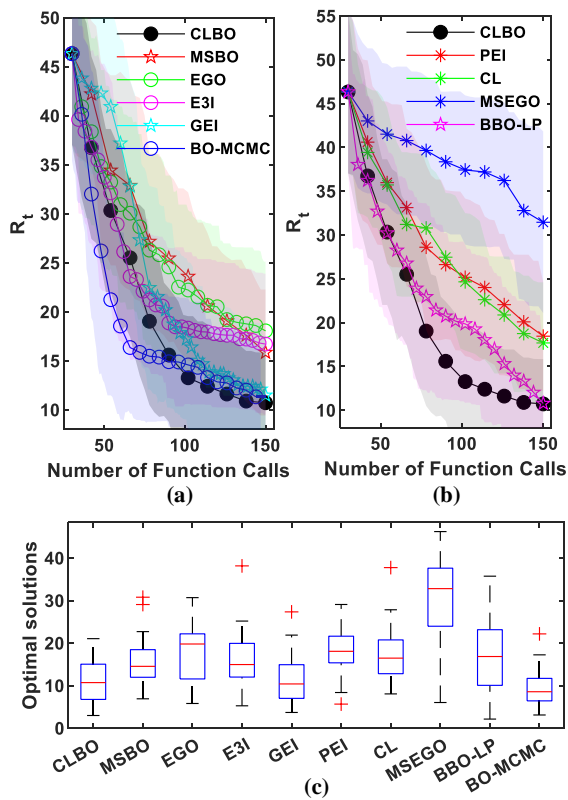 50
45
40
35
30
25
20
15
10
R_t
CLBO
MSBO
EGO
E3I
GEI
BO-MCMC
50
100
150
Number of Function Calls
(a)
55
50
45
40
35
30
25
20
15
10
R_t
CLBO
PEI
CL
MSEGO
BBO-LP
50
100
150
Number of Function Calls
(b)
40
30
20
10
0
Optimal solutions
CLBO
MSBO
EGO
E3I
GEI
PEI
CL
MSEGO
BBO-LP
BO-MCMC
(c)